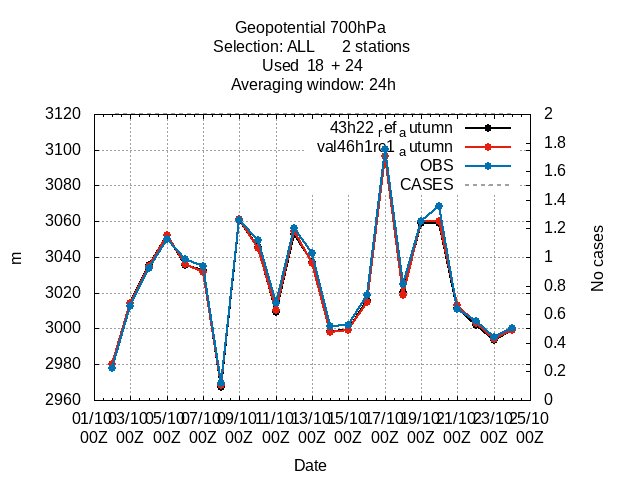 Geopotential 700hPa
Selection: ALL 2 stations
Used 18 + 24
Averaging window: 24h
3120
3100
3080
3060
3040
3020
3000
2980
2960
m
2
1.8
1.6
1.4
1.2
1
0.8
0.6
0.4
0.2
0
No cases
43h22_ref_autumn
val46h1rc1_autumn
OBS
CASES
01/10 03/10 05/10 07/10 09/10 11/10 13/10 15/10 17/10 19/10 21/10 23/10 25/10
00Z 00Z 00Z 00Z 00Z 00Z 00Z 00Z 00Z 00Z 00Z 00Z 00Z
Date